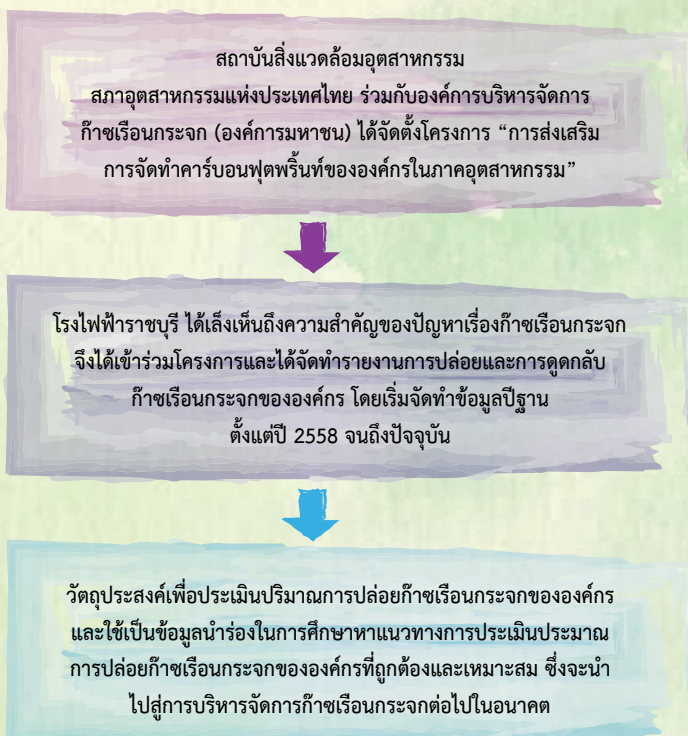 สถาบันสิ่งแวดล้อมอุตสาหกรรม
สภาอุตสาหกรรมแห่งประเทศไทย ร่วมกับองค์การบริหารจัดการ
ก๊าซเรือนกระจก (องค์การมหาชน) ได้จัดตั้งโครงการ “การส่งเสริม
การจัดทำคาร์บอนฟุตพริ้นท์ขององค์กรในภาคอุตสาหกรรม”
โรงไฟฟ้าราชบุรี ได้เล็งเห็นถึงความสำคัญของปัญหาเรื่องก๊าซเรือนกระจก
จึงได้เข้าร่วมโครงการและได้จัดทำรายงานการปล่อยและการดูดกลับ
ก๊าซเรือนกระจกขององค์กร โดยเริ่มจัดทำข้อมูลปีฐาน
ตั้งแต่ปี 2558 จนถึงปัจจุบัน
วัตถุประสงค์เพื่อประเมินปริมาณการปล่อยก๊าซเรือนกระจกขององค์กร
และใช้เป็นข้อมูลนำร่องในการศึกษาหาแนวทางการประเมินประมาณ
การปล่อยก๊าซเรือนกระจกขององค์กรที่ถูกต้องและเหมาะสม ซึ่งจะนำ
ไปสู่การบริหารจัดการก๊าซเรือนกระจกต่อไปในอนาคต